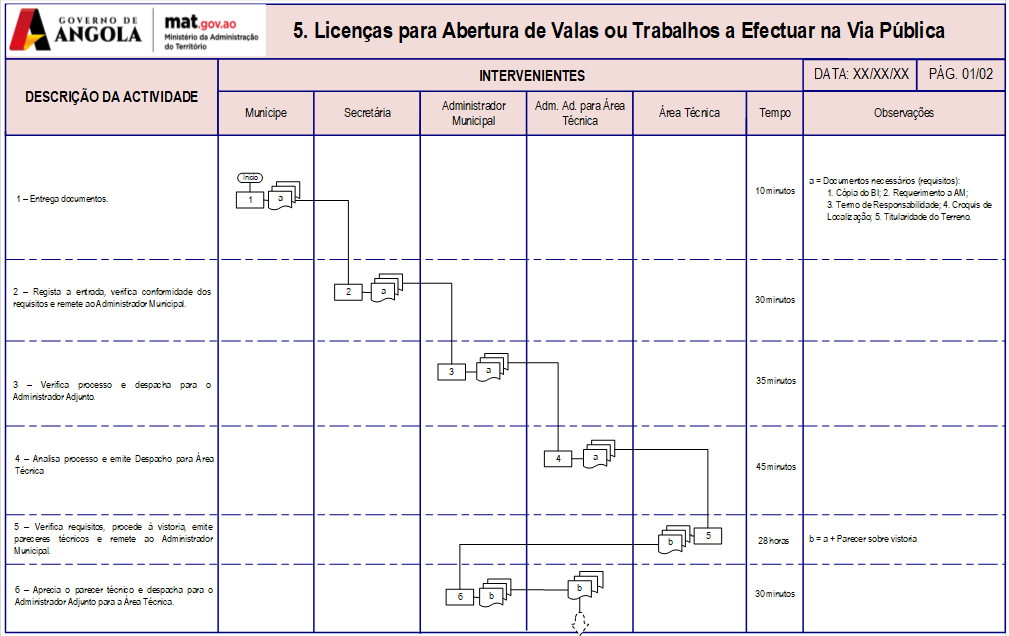 GOVERNO DE
ANGOLA
mat.gov.ao
Ministério da Administração
do Território
5. Licenças para Abertura de Valas ou Trabalhos a Efectuar na Via Pública
DESCRIÇÃO DA ACTIVIDADE
INTERVENIENTES
DATA: XX/XX/XX
PÁG. 01/02
Munícipe
Secretária
Administrador
Municipal
Adm. Ad. para Área
Técnica
Área Técnica
Tempo
Observações
1 – Entrega documentos.
Início
1
a
10 minutos
a = Documentos necessários (requisitos):
1. Cópia do BI; 2. Requerimento a AM;
3. Termo de Responsabilidade; 4. Croquis de
Localização; 5. Titularidade do Terreno.
2 – Regista a entrada, verifica conformidade dos
requisitos e remete ao Administrador Municipal.
2
a
30 minutos
3 – Verifica processo e despacha para o
Administrador Adjunto.
3
a
35 minutos
4 – Analisa processo e emite Despacho para Área
Técnica
4
a
45 minutos
5 – Verifica requisitos, procede à vistoria, emite
pareceres técnicos e remete ao Administrador
Municipal.
b
5
28 horas
b = a + Parecer sobre vistoria
6 – Aprecia o parecer técnico e despacha para o
Administrador Adjunto para a Área Técnica.
6
b
b
30 minutos